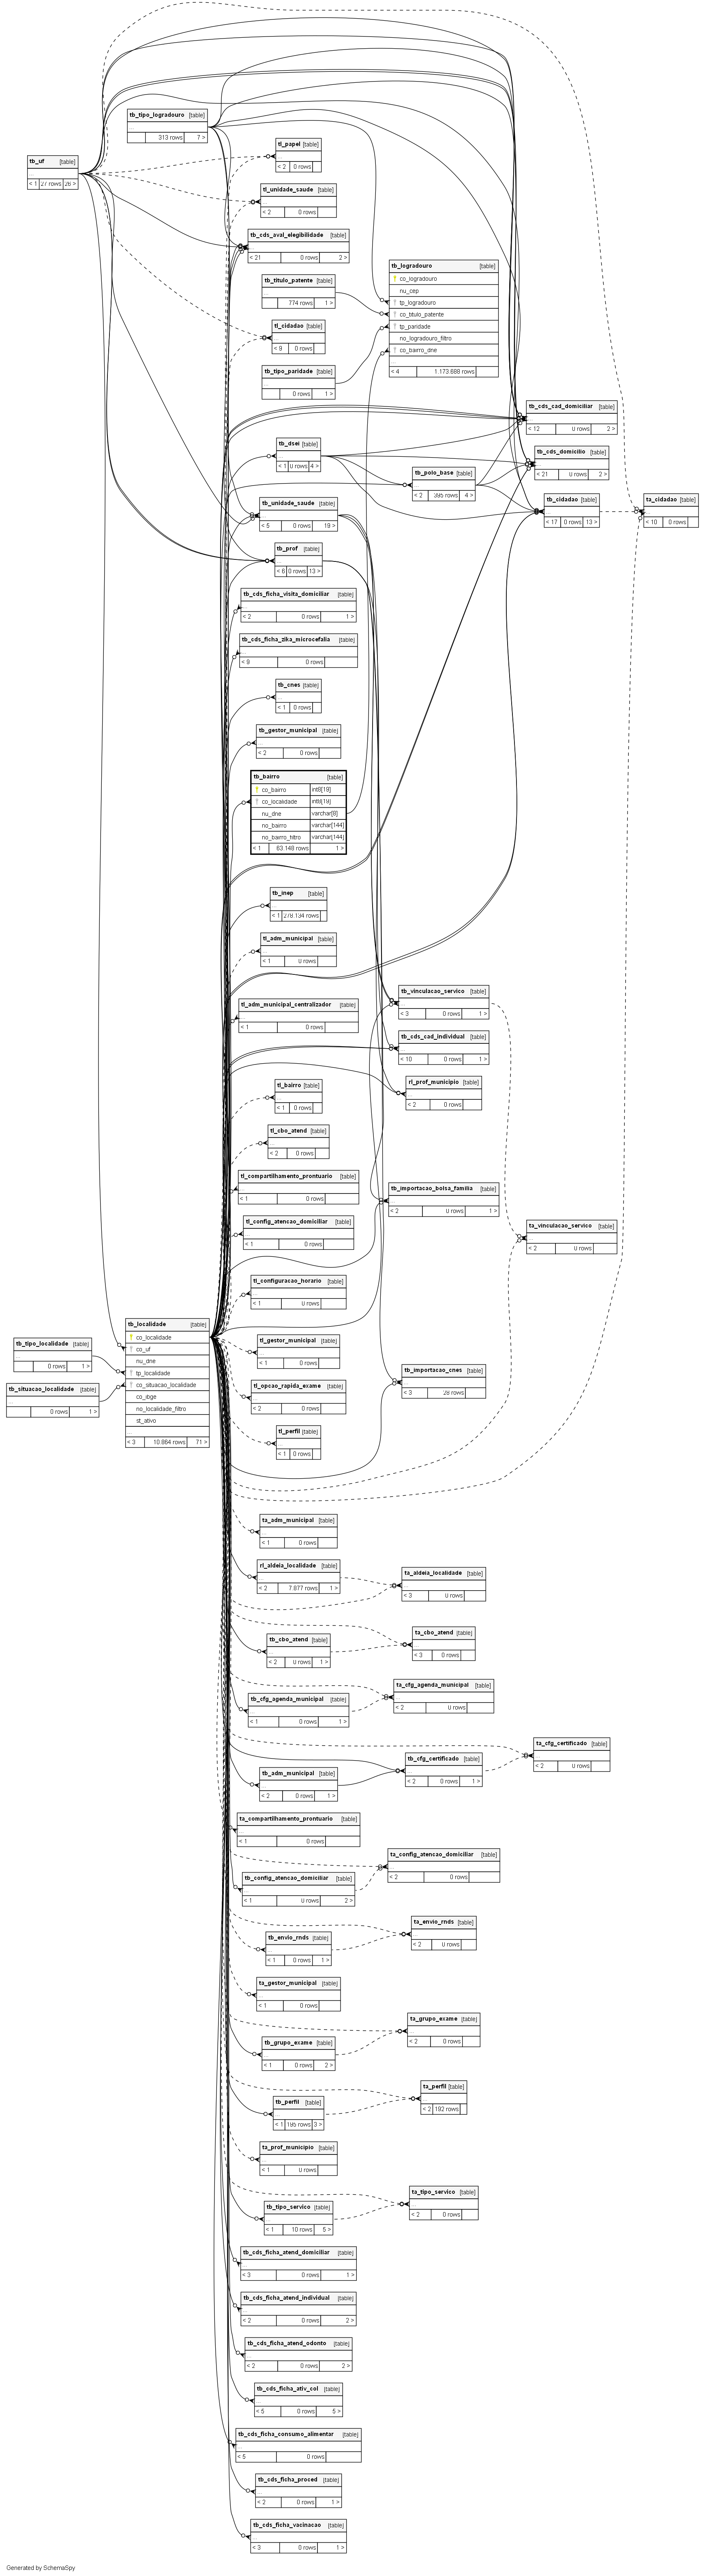 tb_tipo_logradouro [table]
...
313 rows 7 >
tb_uf [table]
...
< 1 27 rows 26 >
tl_papel [table]
...
< 2 0 rows
tl_unidade_saude [table]
...
< 2 0 rows
tb_cds_aval_elegibilidade [table]
...
< 21 0 rows 2 >
tb_titulo_patente [table]
...
774 rows 1 >
tb_logradouro [table]
co_logradouro
nu_cep
tp_logradouro
co_titulo_patente
tp_paridade
no_logradouro_filtro
co_bairro_dne
...
< 4 1.173.688 rows
tl_cidadao [table]
...
< 9 0 rows
tb_tipo_paridade [table]
...
0 rows 1 >
tb_cds_cad_domiciliar [table]
...
< 12 0 rows 2 >
tb_dsei [table]
...
< 1 0 rows 4 >
tb_cds_domicilio [table]
...
< 21 0 rows 2 >
tb_polo_base [table]
...
< 2 395 rows 4 >
tb_unidade_saude [table]
...
< 5 0 rows 19 >
tb_cidadao [table]
...
< 17 0 rows 13 >
ta_cidadao [table]
...
< 10 0 rows
tb_prof [table]
...
< 6 0 rows 13 >
tb_cds_ficha_visita_domiciliar [table]
...
< 2 0 rows 1 >
tb_cds_ficha_zika_microcefalia [table]
...
< 9 0 rows
tb_cnes [table]
...
< 1 0 rows
tb_gestor_municipal [table]
...
< 2 0 rows
tb_bairro [table]
co_bairro int8[19]
co_localidade int8[19]
nu_dne varchar[8]
no_bairro varchar[144]
no_bairro_filtro varchar[144]
< 1 63.148 rows 1 >
tb_inep [table]
...
< 1 278.134 rows
tl_adm_municipal [table]
...
< 1 0 rows
tb_vinculacao_servico [table]
...
< 3 0 rows 1 >
tl_adm_municipal_centralizador [table]
...
< 1 0 rows
tb_cds_cad_individual [table]
...
< 10 0 rows 1 >
tl_bairro [table]
...
< 1 0 rows
rl_prof_municipio [table]
...
< 2 0 rows
tl_cbo_atend [table]
...
< 2 0 rows
tl_compartilhamento_prontuario [table]
...
< 1 0 rows
tb_importacao_bolsa_familia [table]
...
< 2 0 rows 1 >
tl_config_atencao_domiciliar [table]
...
< 1 0 rows
ta_vinculacao_servico [table]
...
< 2 0 rows
tl_configuracao_horario [table]
...
< 1 0 rows
tb_localidade [table]
co_localidade
co_uf
nu_dne
tp_localidade
co_situacao_localidade
co_ibge
no_localidade_filtro
st_ativo
...
< 3 10.864 rows 71 >
tb_tipo_localidade [table]
...
0 rows 1 >
tb_situacao_localidade [table]
...
0 rows 1 >
tl_gestor_municipal [table]
...
< 1 0 rows
tb_importacao_cnes [table]
...
< 3 28 rows
tl_opcao_rapida_exame [table]
...
< 2 0 rows
tl_perfil [table]
...
< 1 0 rows
ta_adm_municipal [table]
...
< 1 0 rows
rl_aldeia_localidade [table]
...
< 2 7.877 rows 1 >
ta_aldeia_localidade [table]
...
< 3 0 rows
tb_cbo_atend [table]
...
< 2 0 rows 1 >
ta_cbo_atend [table]
...
< 3 0 rows
tb_cfg_agenda_municipal [table]
...
< 1 0 rows 1 >
ta_cfg_agenda_municipal [table]
...
< 2 0 rows
tb_adm_municipal [table]
...
< 2 0 rows 1 >
tb_cfg_certificado [table]
...
< 2 0 rows 1 >
ta_cfg_certificado [table]
...
< 2 0 rows
ta_compartilhamento_prontuario [table]
...
< 1 0 rows
tb_config_atencao_domiciliar [table]
...
< 1 0 rows 2 >
ta_config_atencao_domiciliar [table]
...
< 2 0 rows
tb_envio_rnds [table]
...
< 1 0 rows 1 >
ta_envio_rnds [table]
...
< 2 0 rows
ta_gestor_municipal [table]
...
< 1 0 rows
tb_grupo_exame [table]
...
< 1 0 rows 2 >
ta_grupo_exame [table]
...
< 2 0 rows
tb_perfil [table]
...
< 1 195 rows 3 >
ta_perfil [table]
...
< 2 192 rows
ta_prof_municipio [table]
...
< 1 0 rows
tb_tipo_servico [table]
...
< 1 10 rows 5 >
ta_tipo_servico [table]
...
< 2 0 rows
tb_cds_ficha_atend_domiciliar [table]
...
< 3 0 rows 1 >
tb_cds_ficha_atend_individual [table]
...
< 2 0 rows 2 >
tb_cds_ficha_atend_odonto [table]
...
< 2 0 rows 2 >
tb_cds_ficha_ativ_col [table]
...
< 5 0 rows 5 >
tb_cds_ficha_consumo_alimentar [table]
...
< 5 0 rows
tb_cds_ficha_proced [table]
...
< 2 0 rows 1 >
tb_cds_ficha_vacinacao [table]
...
< 3 0 rows 1 >
Generated by SchemaSpy